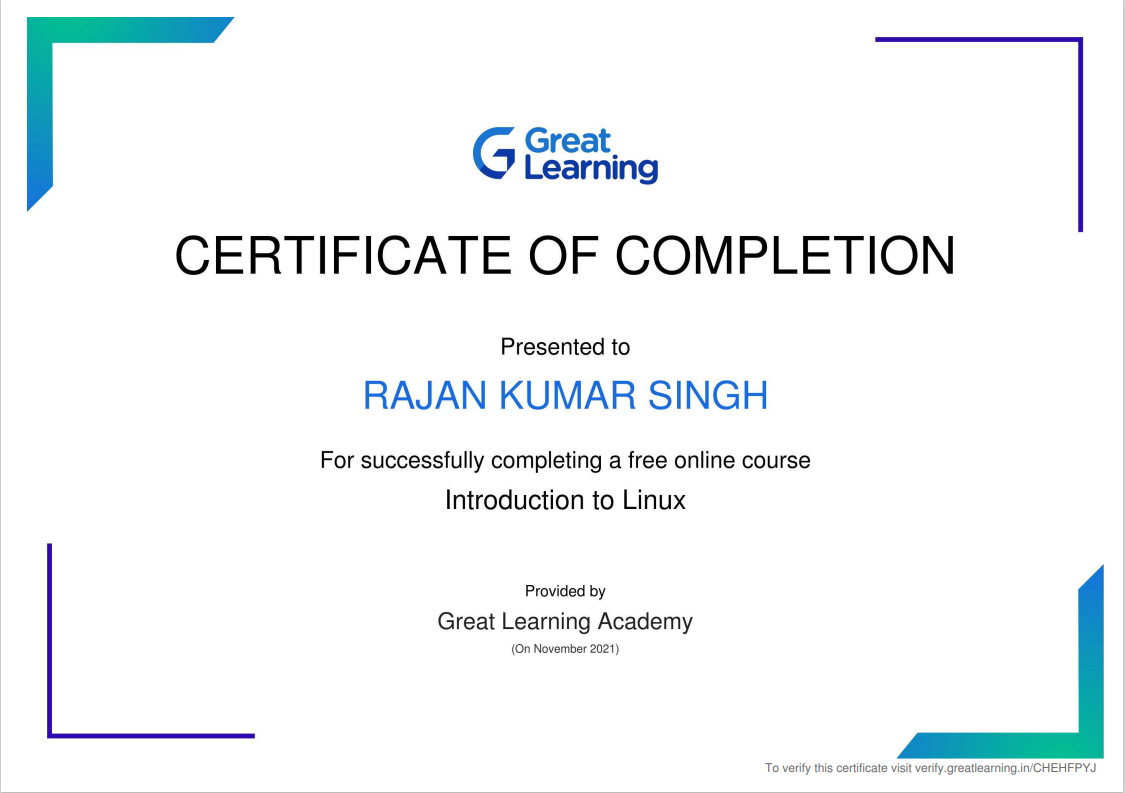 Great
Learning
CERTIFICATE OF COMPLETION
Presented to
RAJAN KUMAR SINGH
For successfully completing a free online course
Introduction to Linux
Provided by
Great Learning Academy
(On November 2021)
To verify this certificate visit verify.greatlearning.in/CHEHFPYJ